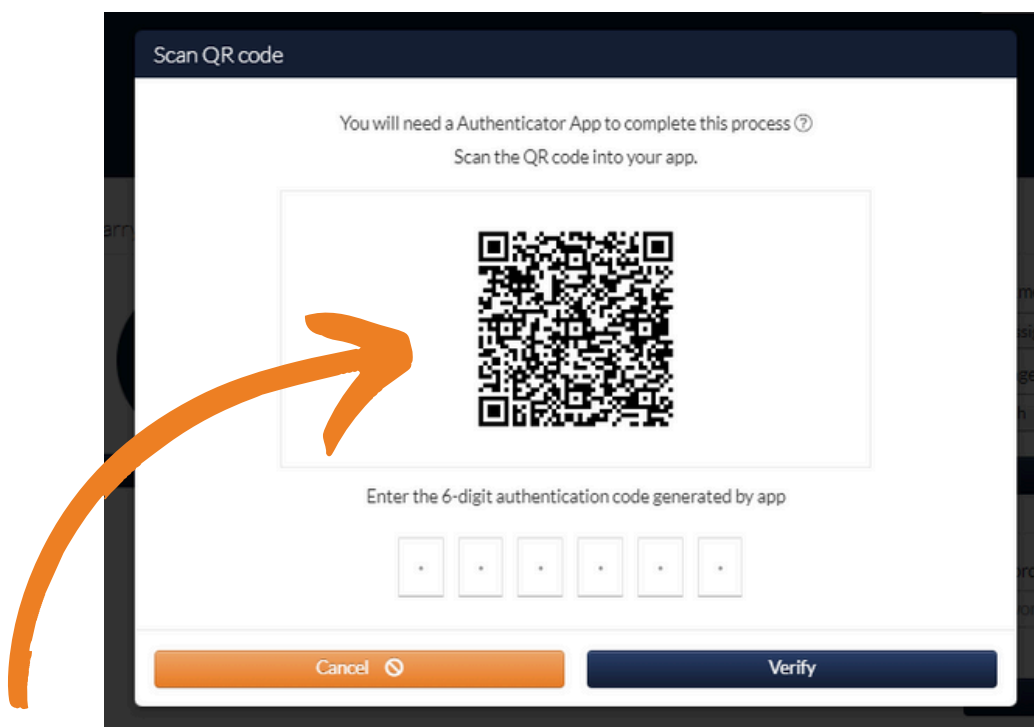 Scan QR code
You will need a Authenticator App to complete this process ?
Scan the QR code into your app.
Enter the 6-digit authentication code generated by app
Cancel
Verify